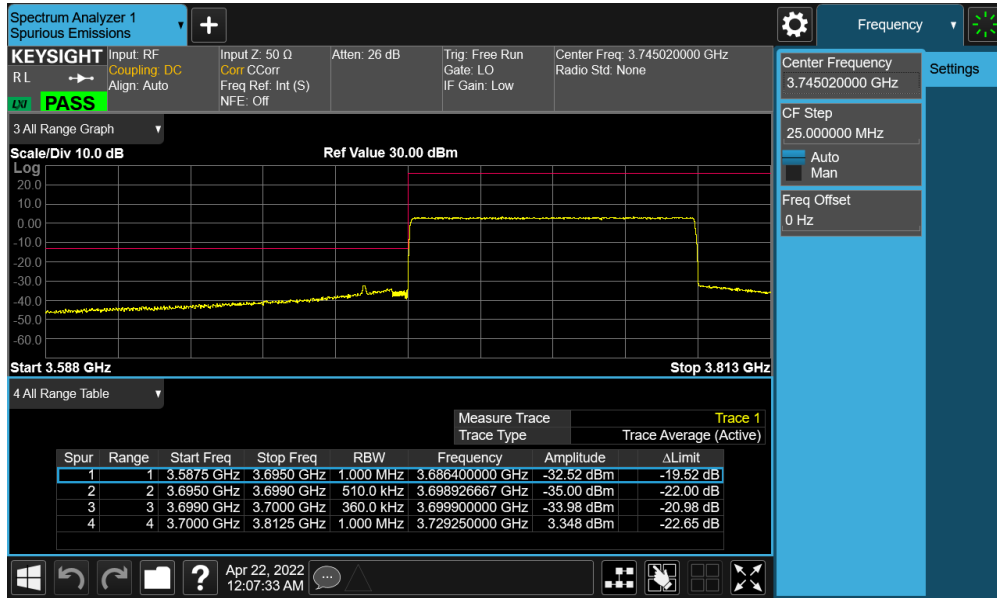 Spectrum Analyzer 1
Spurious Emissions
+
Frequency
KEYSIGHT
R L
LXI
PASS
Input: RF
Coupling: DC
Align: Auto
Input Z: 50 Ω
Corr CCorr
Freq Ref: Int (S)
NFE: Off
Atten: 26 dB
Trig: Free Run
Gate: LO
IF Gain: Low
Center Freq: 3.745020000 GHz
Radio Std: None
Center Frequency
3.745020000 GHz
Settings
CF Step
25.000000 MHz
Auto
Man
Freq Offset
0 Hz
3 All Range Graph
Scale/Div 10.0 dB
Ref Value 30.00 dBm
Log
20.0
10.0
0.00
-10.0
-20.0
-30.0
-40.0
-50.0
-60.0
Start 3.588 GHz
Stop 3.813 GHz
4 All Range Table
Measure Trace Trace 1
Trace Type Trace Average (Active)
Spur Range Start Freq Stop Freq RBW Frequency Amplitude ΔLimit
1 1 3.5875 GHz 3.6950 GHz 1.000 MHz 3.686400000 GHz -32.52 dBm -19.52 dB
2 2 3.6950 GHz 3.6990 GHz 510.0 kHz 3.698926667 GHz -35.00 dBm -22.00 dB
3 3 3.6990 GHz 3.7000 GHz 360.0 kHz 3.699900000 GHz -33.98 dBm -20.98 dB
4 4 3.7000 GHz 3.8125 GHz 1.000 MHz 3.729250000 GHz 3.348 dBm -22.65 dB
?
Apr 22, 2022
12:07:33 AM